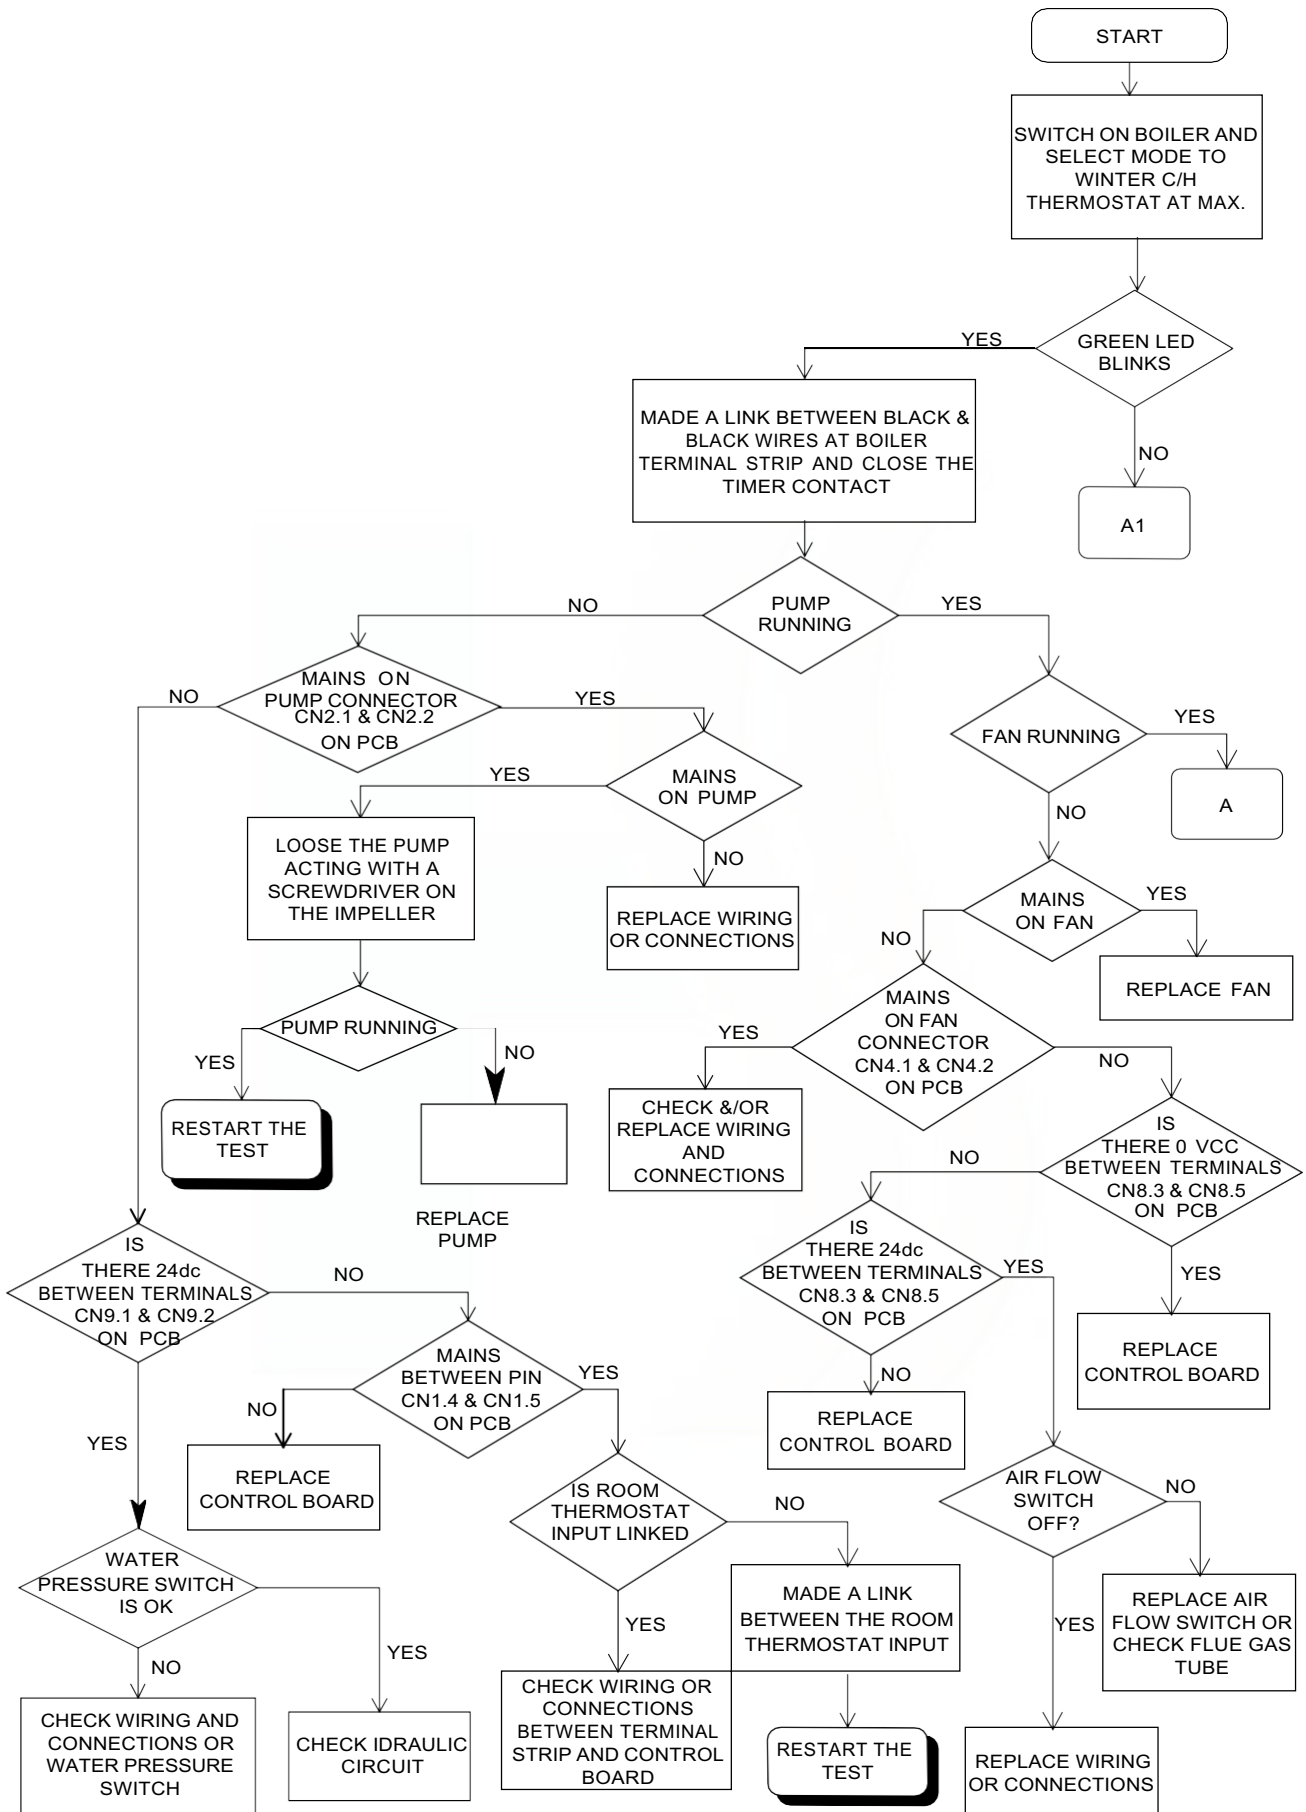 START
SWITCH ON BOILER AND
SELECT MODE TO
WINTER C/H
THERMOSTAT AT MAX.
GREEN LED
BLINKS
YES
NO
A1
MADE A LINK BETWEEN BLACK &
BLACK WIRES AT BOILER
TERMINAL STRIP AND CLOSE THE
TIMER CONTACT
PUMP
RUNNING
NO
YES
MAINS ON
PUMP CONNECTOR
CN2.1 & CN2.2
ON PCB
NO
YES
MAINS
ON PUMP
YES
NO
LOOSE THE PUMP
ACTING WITH A
SCREWDRIVER ON
THE IMPELLER
REPLACE WIRING
OR CONNECTIONS
PUMP RUNNING
YES
NO
RESTART THE
TEST
REPLACE
PUMP
FAN RUNNING
YES
A
NO
MAINS
ON FAN
YES
REPLACE FAN
NO
MAINS
ON FAN
CONNECTOR
CN4.1 & CN4.2
ON PCB
YES
NO
CHECK &/OR
REPLACE WIRING
AND
CONNECTIONS
IS
THERE 0 VCC
BETWEEN TERMINALS
CN8.3 & CN8.5
ON PCB
NO
YES
REPLACE
CONTROL BOARD
IS
THERE 24dc
BETWEEN TERMINALS
CN8.3 & CN8.5
ON PCB
YES
NO
REPLACE
CONTROL BOARD
AIR FLOW
SWITCH
OFF?
NO
YES
REPLACE AIR
FLOW SWITCH OR
CHECK FLUE GAS
TUBE
REPLACE WIRING
OR CONNECTIONS
IS
THERE 24dc
BETWEEN TERMINALS
CN9.1 & CN9.2
ON PCB
NO
YES
MAINS
BETWEEN PIN
CN1.4 & CN1.5
ON PCB
NO
YES
REPLACE
CONTROL BOARD
IS ROOM
THERMOSTAT
INPUT LINKED
NO
YES
MADE A LINK
BETWEEN THE ROOM
THERMOSTAT INPUT
CHECK WIRING OR
CONNECTIONS
BETWEEN TERMINAL
STRIP AND CONTROL
BOARD
RESTART THE
TEST
WATER
PRESSURE SWITCH
IS OK
YES
NO
CHECK WIRING AND
CONNECTIONS OR
WATER PRESSURE
SWITCH
CHECK IDRAULIC
CIRCUIT